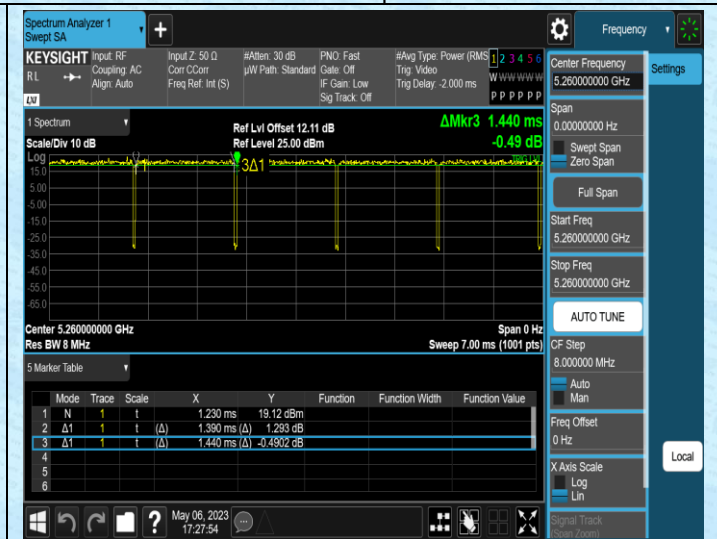 Spectrum Analyzer 1
Swept SA
Frequency
KEYSIGHT
Input: RF
Input Z: 50 Ω
#Atten: 30 dB
PNO: Fast
#Avg Type: Power (RMS
1 2 3 4 5 6
R L
Coupling: AC
Corr CCorr
µW Path: Standard
Gate: Off
Trig: Video
W W W W W W
Align: Auto
Freq Ref: Int (S)
IF Gain: Low
Trig Delay: -2.000 ms
Sig Track: Off
P P P P P P
LXI
1 Spectrum
Ref Lvl Offset 12.11 dB
ΔMkr3 1.440 ms
Scale/Div 10 dB
Ref Level 25.00 dBm
-0.49 dB
Log
15.0
1
3Δ1
5.00
-5.00
-15.0
-25.0
-35.0
-45.0
-55.0
-65.0
Center 5.260000000 GHz
Span 0 Hz
Res BW 8 MHz
Sweep 7.00 ms (1001 pts)
5 Marker Table
Mode Trace Scale X Y Function Function Width Function Value
1 N 1 t 1.230 ms 19.12 dBm
2 Δ1 1 t (Δ) 1.390 ms (Δ) 1.293 dB
3 Δ1 1 t (Δ) 1.440 ms (Δ) -0.4902 dB
4
5
6
Center Frequency
5.260000000 GHz
Settings
Span
0.00000000 Hz
Swept Span
Zero Span
Full Span
Start Freq
5.260000000 GHz
Stop Freq
5.260000000 GHz
AUTO TUNE
CF Step
8.000000 MHz
Auto
Man
Freq Offset
0 Hz
Local
X Axis Scale
Log
Lin
Signal Track
(Span Zoom)
?
May 06, 2023
17:27:54